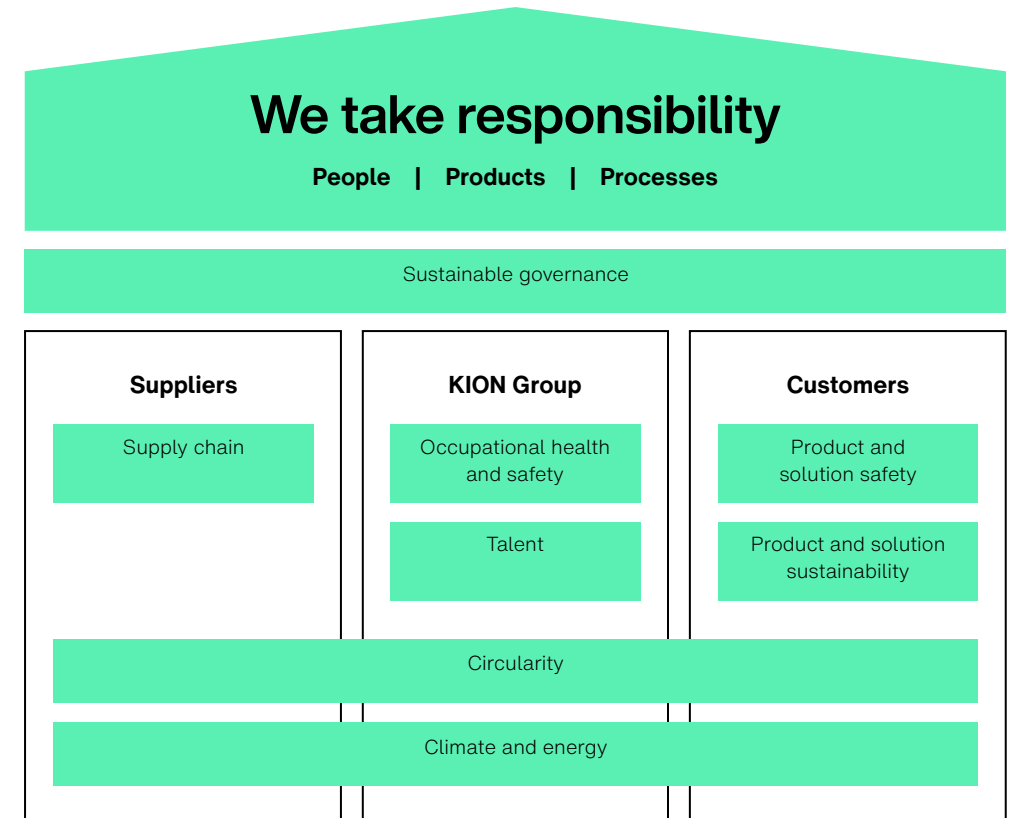 We take responsibility
People | Products | Processes
Sustainable governance
Suppliers
Supply chain
KION Group
Occupational health
and safety
Talent
Customers
Product and
solution safety
Product and solution
sustainability
Circularity
Climate and energy